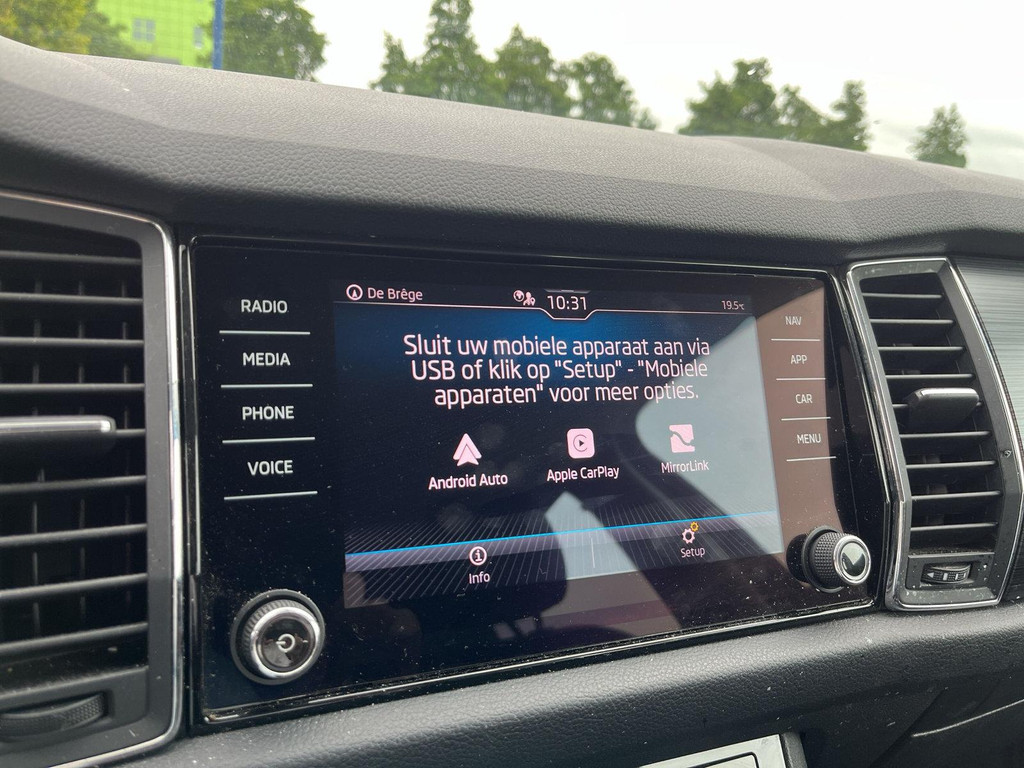 De Brêge
10:31
19.5°C
RADIO
MEDIA
PHONE
VOICE
Sluit uw mobiele apparaat aan via
USB of klik op "Setup" - "Mobiele
apparaten" voor meer opties.
Android Auto
Apple CarPlay
MirrorLink
Info
Setup
NAV
APP
CAR
MENU